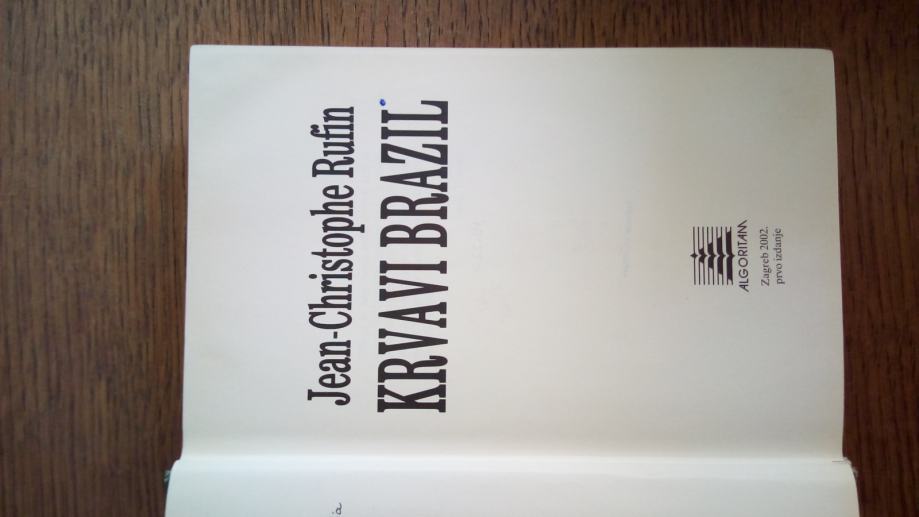 Jean-Christophe Rufin
KRVAVI BRAZIL
ALGORITAM
Zagreb 2002.
prvo izdanje